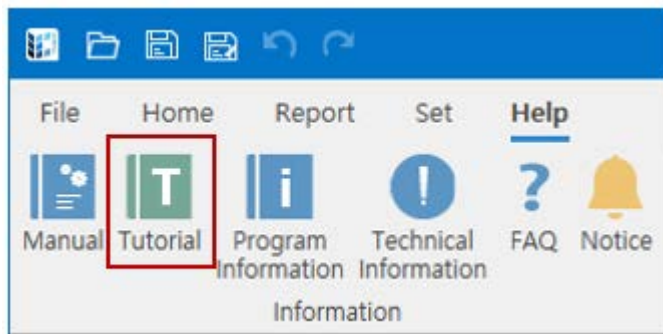 File Home Report Set Help
T i ! ?
Manual Tutorial Program Information Technical Information FAQ Notice
Information